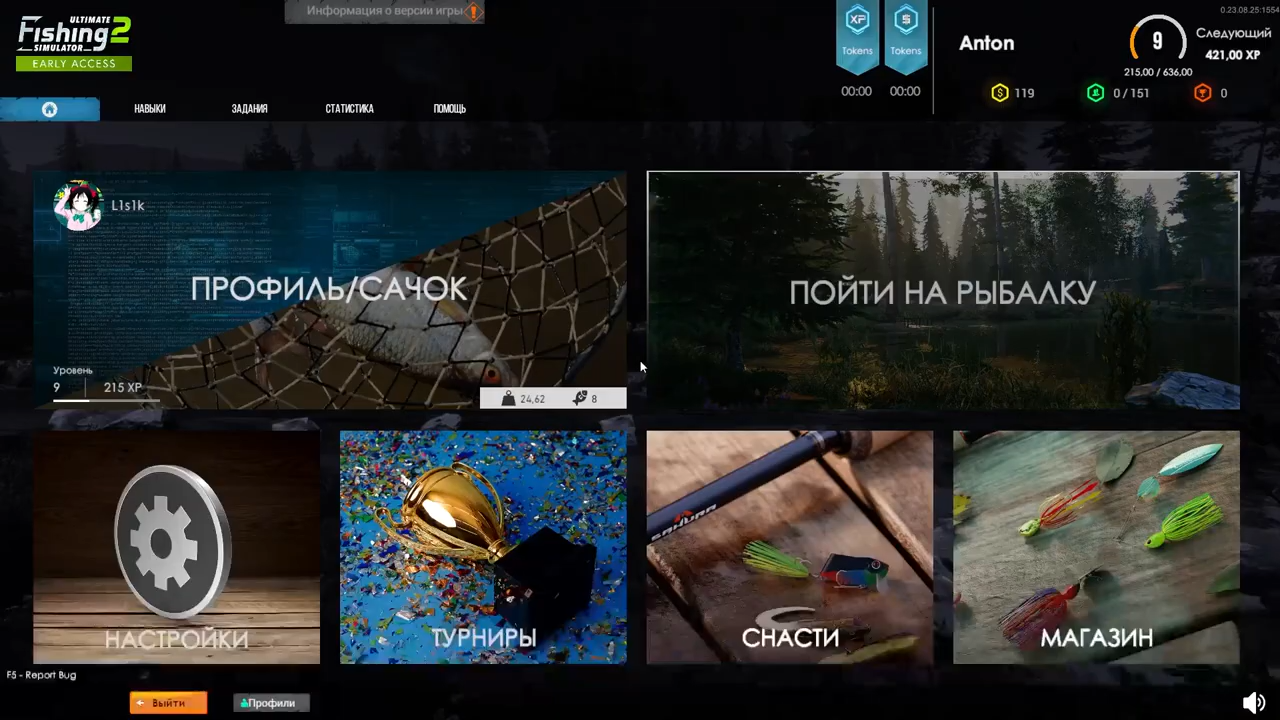 ULTIMATE
Fishing 2
SIMULATOR
EARLY ACCESS
Информация о версии игры
XP
Tokens
00:00
$
Tokens
00:00
Anton
9
0.23.08.25:1554
Следующий
421,00 XP
215,00 / 636,00
119
0 / 151
0
НАВЫКИ
ЗАДАНИЯ
СТАТИСТИКА
ПОМОЩЬ
L1s1k
ПРОФИЛЬ/САЧОК
Уровень
9
215 XP
24,62
8
ПОЙТИ НА РЫБАЛКУ
НАСТРОЙКИ
ТУРНИРЫ
SAKURA
СНАСТИ
МАГАЗИН
F5 - Report Bug
Выйти
Профили